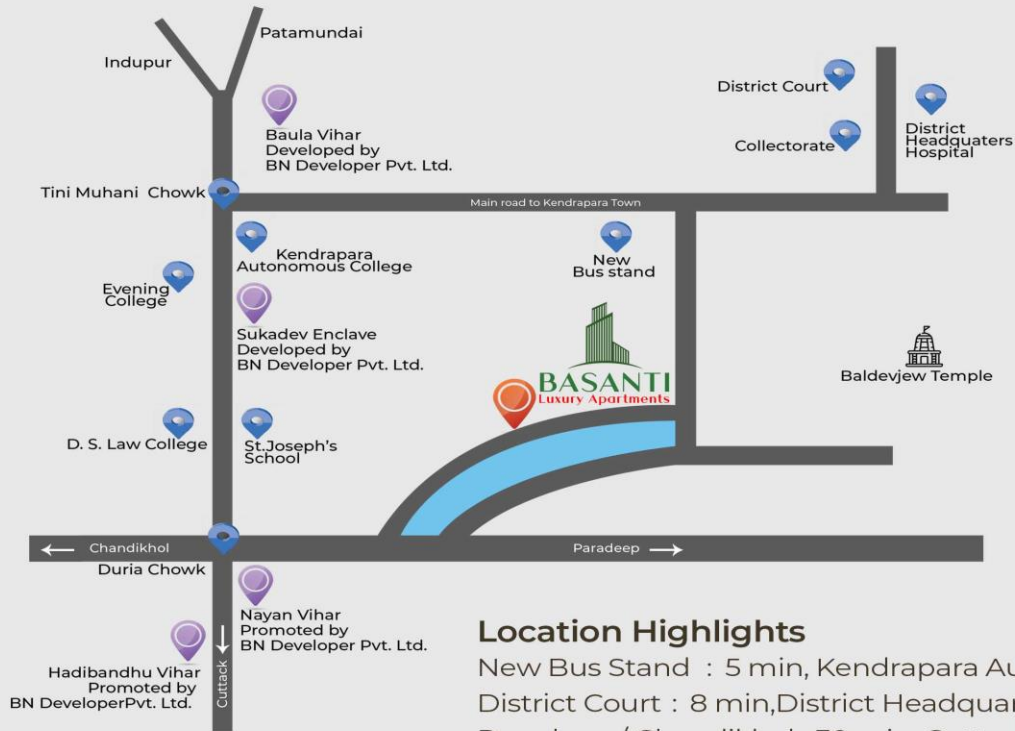 Patamundai
Indupur
District Court
Baula Vihar
Developed by
BN Developer Pvt. Ltd.
Collectorate
District
Headquaters
Hospital
Tini Muhani Chowk
Main road to Kendrapara Town
Kendrapara
Autonomous College
New
Bus stand
Evening
College
Sukadev Enclave
Developed by
BN Developer Pvt. Ltd.
BASANTI
Luxury Apartments
Baldevjew Temple
D. S. Law College
St.Joseph's
School
Chandikhol
Paradeep
Duria Chowk
Nayan Vihar
Promoted by
BN Developer Pvt. Ltd.
Hadibandhu Vihar
Promoted by
BN DeveloperPvt. Ltd.
Cuttack
Location Highlights
New Bus Stand : 5 min, Kendrapara Au
District Court : 8 min,District Headquar